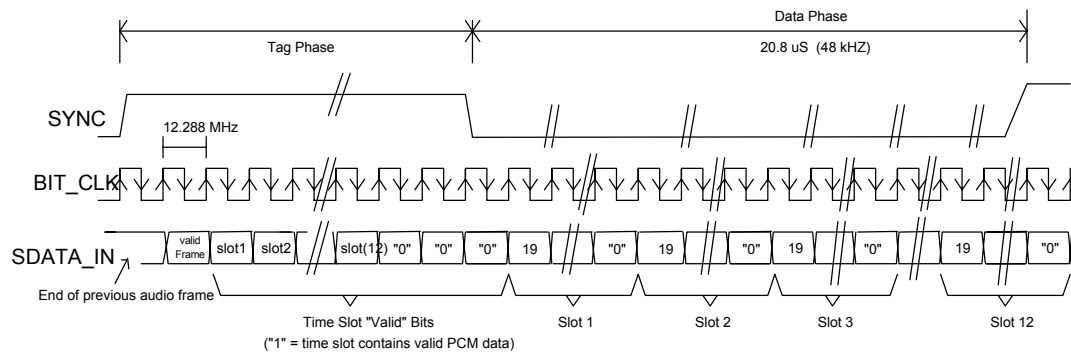 Data Phase
Tag Phase
20.8 uS (48 kHZ)
SYNC
12.288 MHz
BIT_CLK
SDATA_IN
valid
Frame
slot1
slot2
slot(12)
"0"
"0"
"0"
19
"0"
19
"0"
19
"0"
19
"0"
End of previous audio frame
Time Slot "Valid" Bits
("1" = time slot contains valid PCM data)
Slot 1
Slot 2
Slot 3
Slot 12